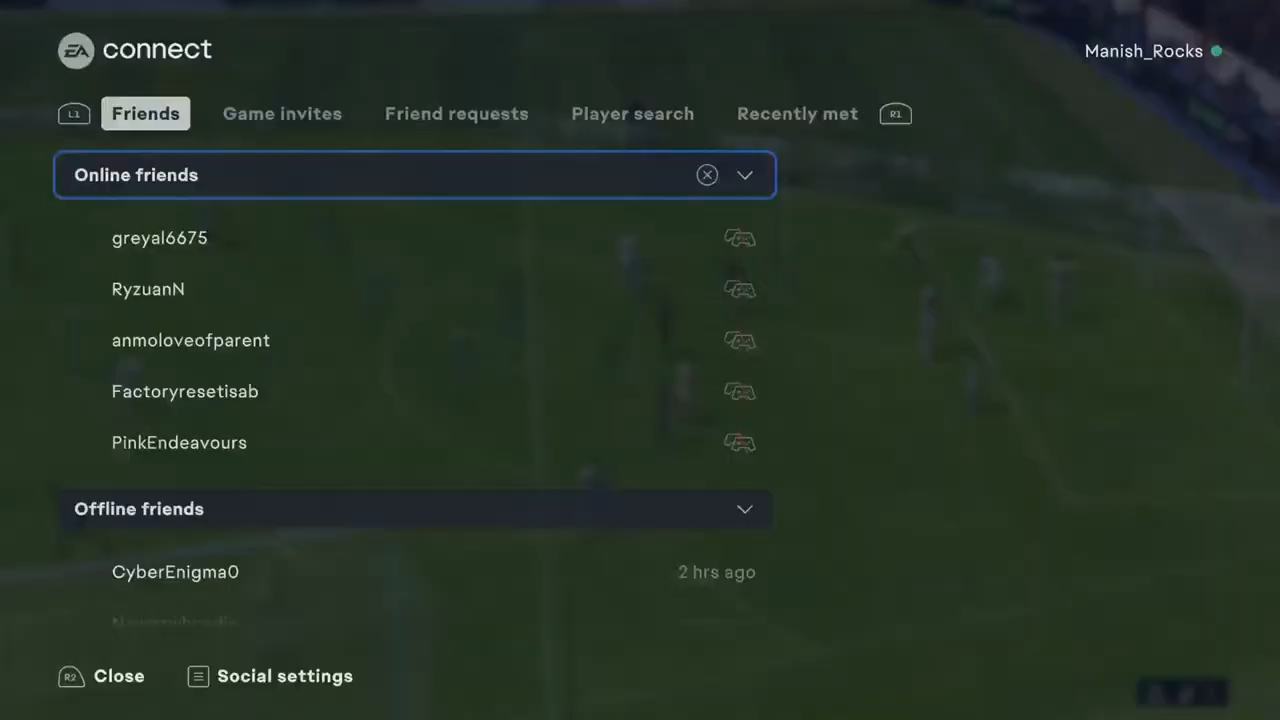 EA connect
Manish_Rocks
L1 Friends Game invites Friend requests Player search Recently met R1
Online friends
greyal6675
RyzuanN
anmoloveofparent
Factoryresetisab
PinkEndeavours
Offline friends
CyberEnigma0 2 hrs ago
R2 Close Social settings